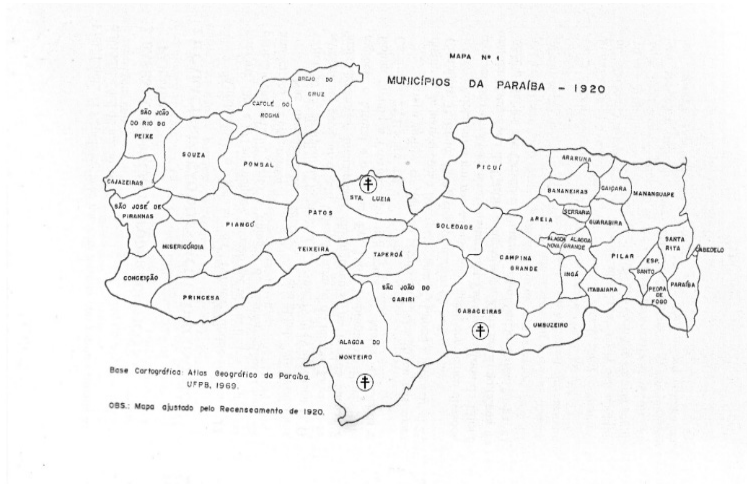 MAPA Nº 1
MUNICÍPIOS DA PARAÍBA - 1920
BREJO DO
CRUZ
CATOLÉ DO
ROCHA
SÃO JOÃO
DO RIO DO
PEIXE
SOUZA
POMBAL
CAJAZEIRAS
SÃO JOSÉ DE
PIRANHAS
MISERICÓRDIA
PIANCÓ
PATOS
STA. LUZIA
CONCEIÇÃO
PRINCESA
TEIXEIRA
TAPEROÁ
SOLEDADE
PICUÍ
ARARUNA
BANANEIRAS
CAIÇARA
MAMANGUAPE
SERRARIA
AREIA
GUARABIRA
ALAGOA
NOVA
ALAGOA
GRANDE
CAMPINA
GRANDE
INGÁ
PILAR
ITABAIANA
ESP.
SANTO
SANTA
RITA
CABEDELO
PEDRA
DE
FOGO
PARAÍBA
UMBUZEIRO
SÃO JOÃO DO
CARIRI
CABACEIRAS
ALAGOA DO
MONTEIRO
Base Cartográfica: Atlas Geográfico da Paraíba.
UFPB, 1969.
OBS.: Mapa ajustado pelo Recenseamento de 1920.